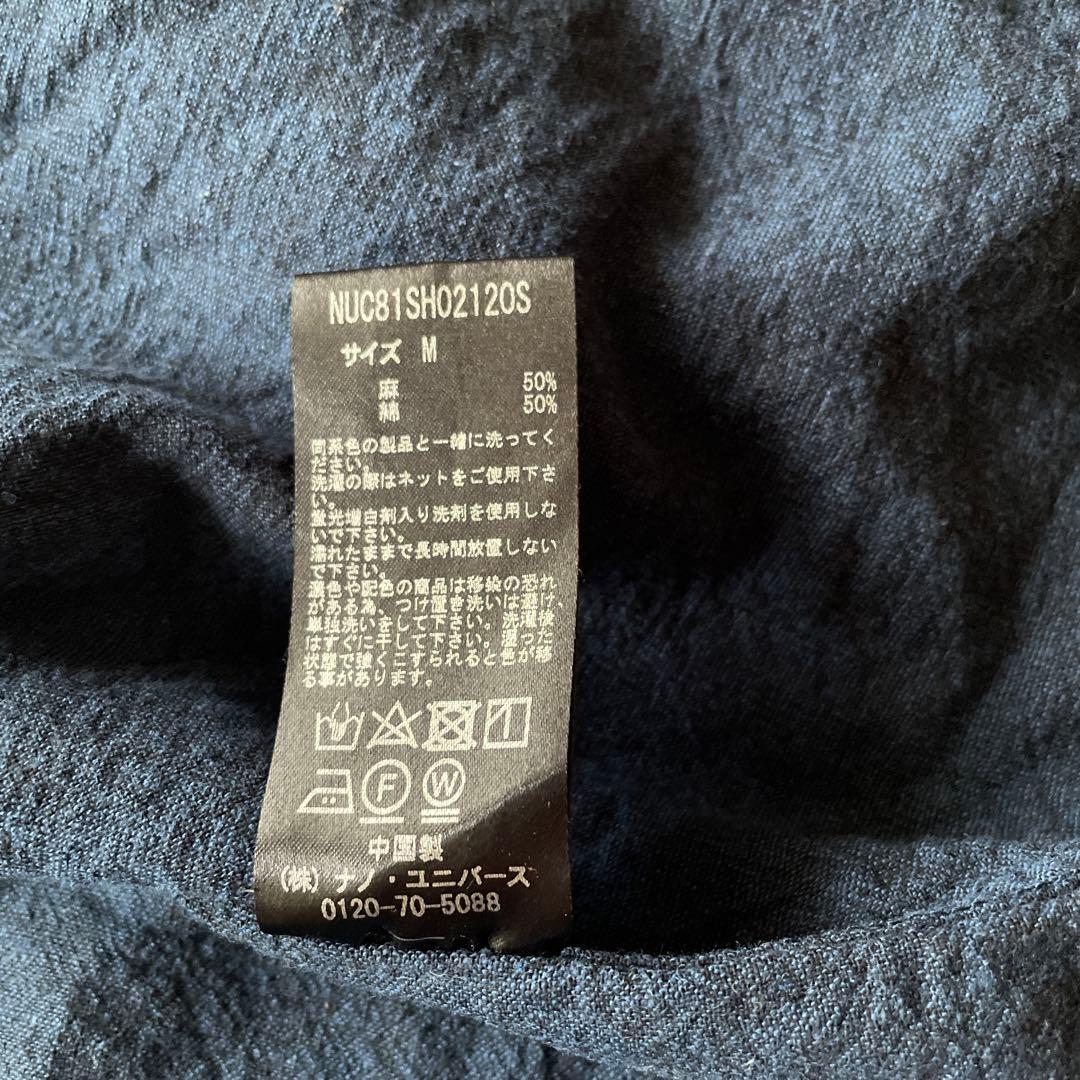 NUC81SH02120S
サイズ M
麻 50%
綿 50%
同系色の製品と一緒に洗ってく
ださい。
洗濯の際はネットをご使用下さ
い。
蛍光増白剤入り洗剤を使用しな
いで下さい。
濡れたままで長時間放置しない
で下さい。
濃色や配色の商品は移染の恐れ
がある為、つけ置き洗いは避け、
単独洗いをして下さい。洗濯後
はすぐに干して下さい。湿った
状態で強くこすられると色が移
る事があります。
F W
中国製
(株)ナノ・ユニバース
0120-70-5088